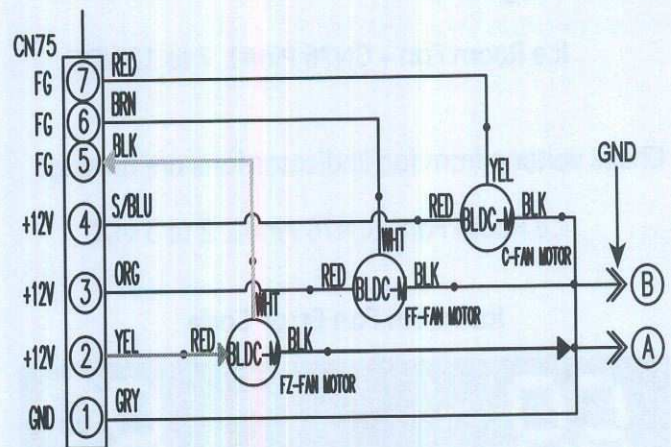 CN75
FG 7 RED
FG 6 BRN
FG 5 BLK
GND
YEL
+12V 4 S/BLU RED BLDC-M BLK
C-FAN MOTOR
WHT
+12V 3 ORG RED BLDC-M BLK B
FF-FAN MOTOR
WHT
+12V 2 YEL RED BLDC-M BLK A
FZ-FAN MOTOR
GND 1 GRY